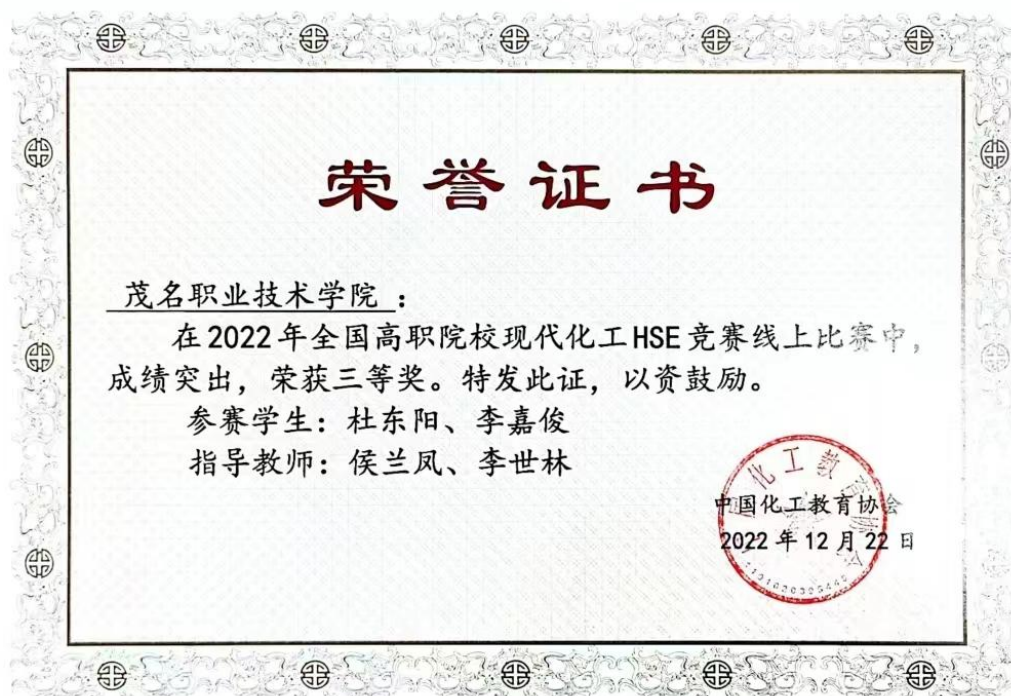 荣誉证书
茂名职业技术学院 :
在2022年全国高职院校现代化工HSE竞赛线上比赛中,
成绩突出，荣获三等奖。特发此证，以资鼓励。
参赛学生：杜东阳、李嘉俊
指导教师：侯兰凤、李世林
中国化工教育协会
2022年12月22日